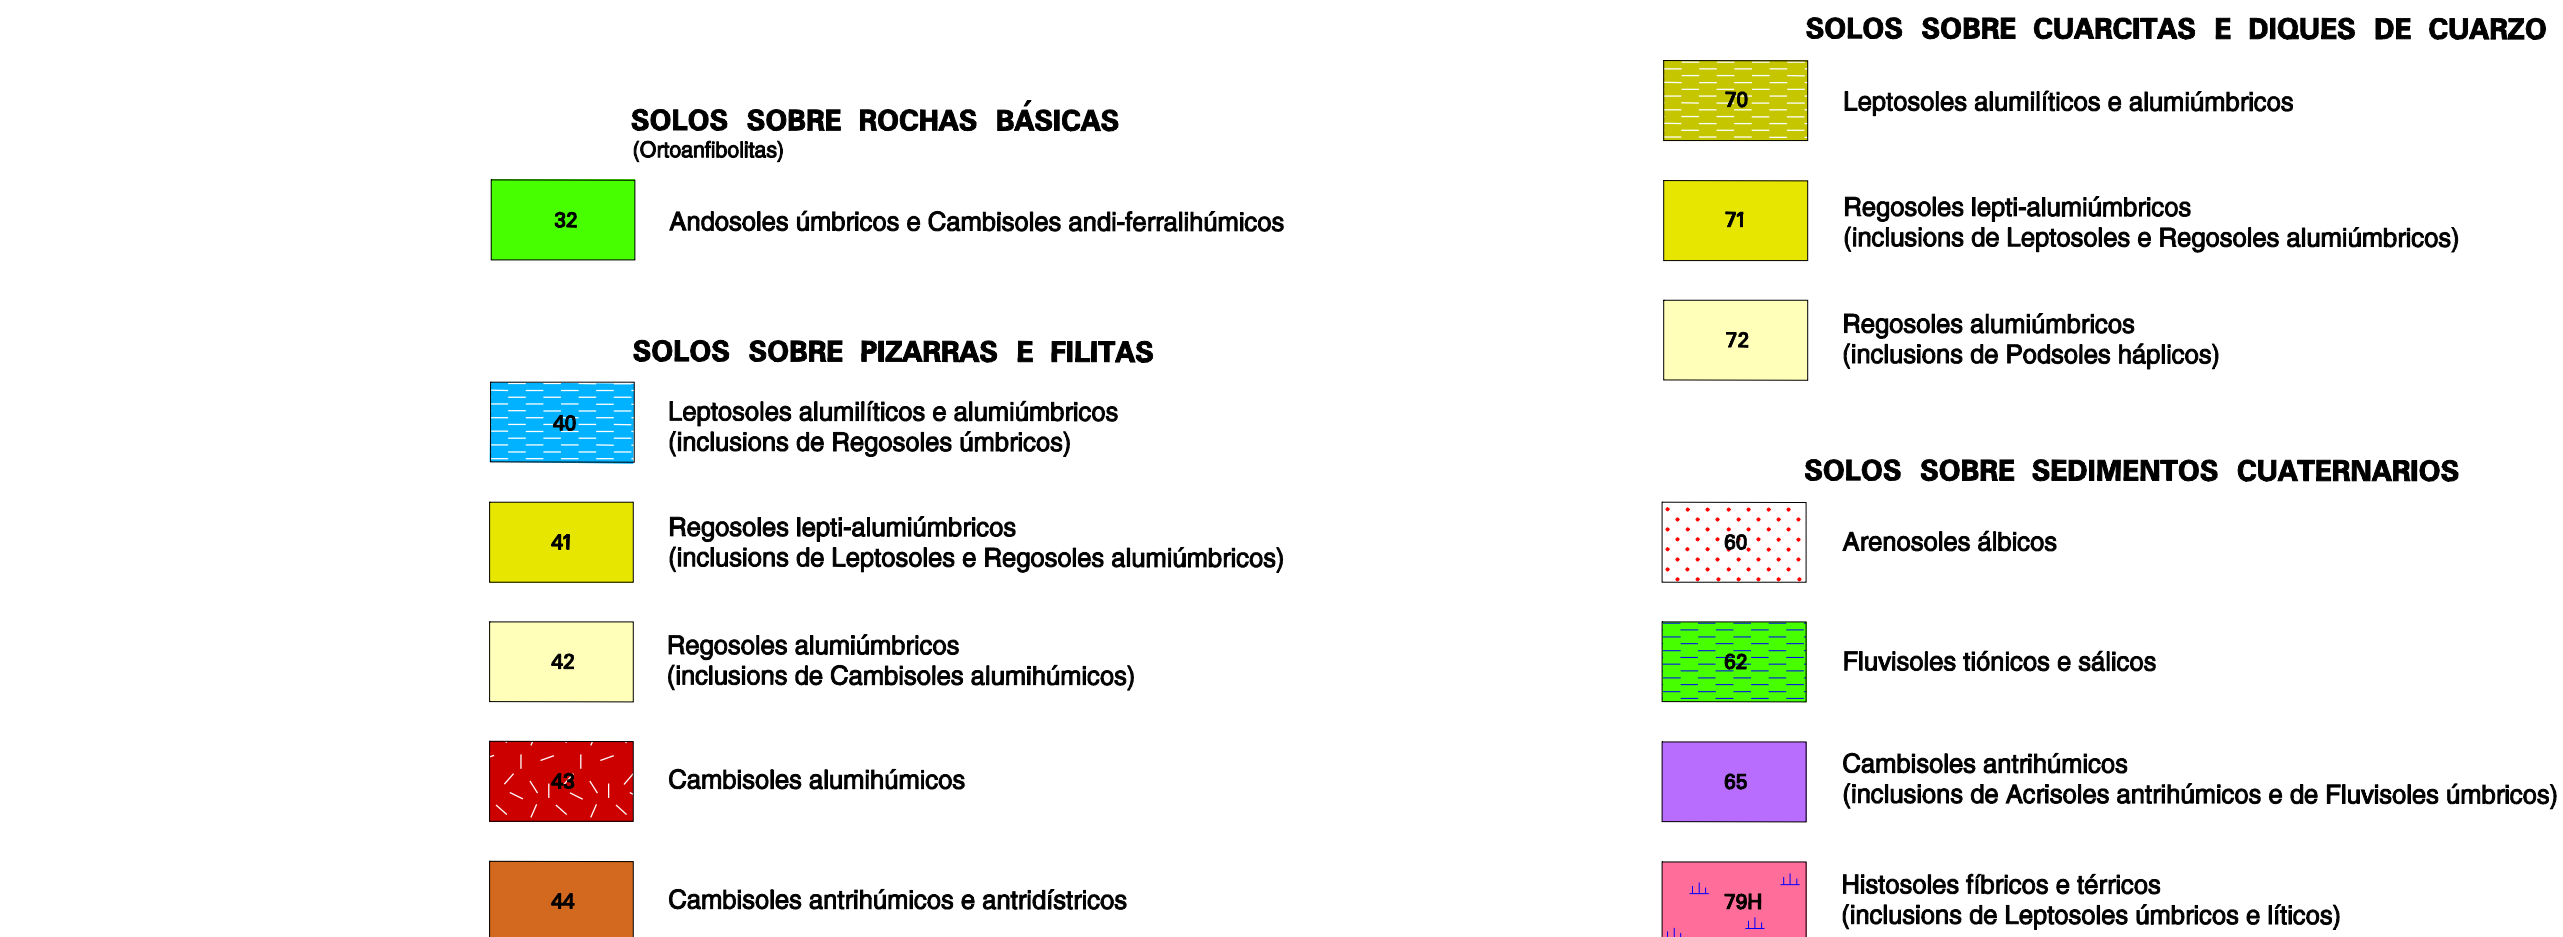 SOLOS SOBRE ROCHAS BÁSICAS
(Ortoanfibolitas)
32
Andosoles úmbricos e Cambisoles andi-ferralihúmicos
SOLOS SOBRE PIZARRAS E FILITAS
40
Leptosoles alumilíticos e alumiúmbricos
(inclusions de Regosoles úmbricos)
41
Regosoles lepti-alumiúmbricos
(inclusions de Leptosoles e Regosoles alumiúmbricos)
42
Regosoles alumiúmbricos
(inclusions de Cambisoles alumihúmicos)
43
Cambisoles alumihúmicos
44
Cambisoles antrihúmicos e antridístricos
SOLOS SOBRE CUARCITAS E DIQUES DE CUARZO
70
Leptosoles alumilíticos e alumiúmbricos
71
Regosoles lepti-alumiúmbricos
(inclusions de Leptosoles e Regosoles alumiúmbricos)
72
Regosoles alumiúmbricos
(inclusions de Podsoles háplicos)
SOLOS SOBRE SEDIMENTOS CUATERNARIOS
60
Arenosoles álbicos
62
Fluvisoles tiónicos e sálicos
65
Cambisoles antrihúmicos
(inclusions de Acrisoles antrihúmicos e de Fluvisoles úmbricos)
79H
Histosoles fíbricos e térricos
(inclusions de Leptosoles úmbricos e líticos)